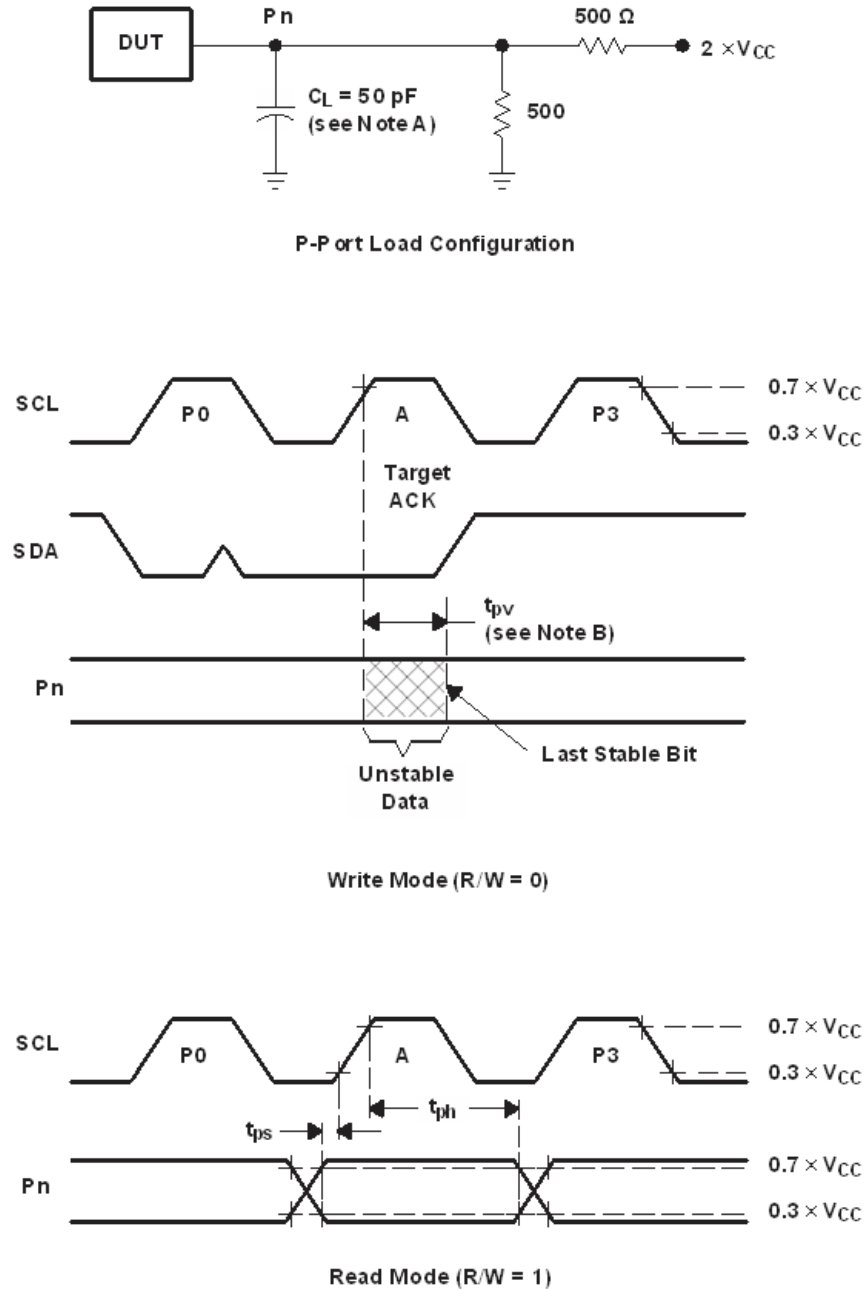 Pn
500 Ω
DUT
2 × VCC
CL = 50 pF
(see Note A)
500
P-Port Load Configuration
SCL
P0
A
P3
0.7 × VCC
0.3 × VCC
Target
ACK
SDA
tpv
(see Note B)
Pn
Last Stable Bit
Unstable
Data
Write Mode (R/W = 0)
SCL
P0
A
P3
0.7 × VCC
0.3 × VCC
tph
tps
Pn
0.7 × VCC
0.3 × VCC
Read Mode (R/W = 1)